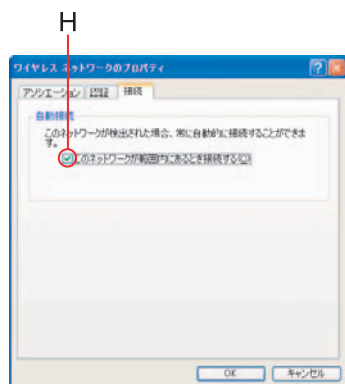 H
ワイヤレス ネットワークのプロパティ
アソシエーション 認証 接続
自動接続
このネットワークが検出された場合、常に自動的に接続することができま
す。
このネットワークが範囲内にあるとき接続する(C)
OK キャンセル